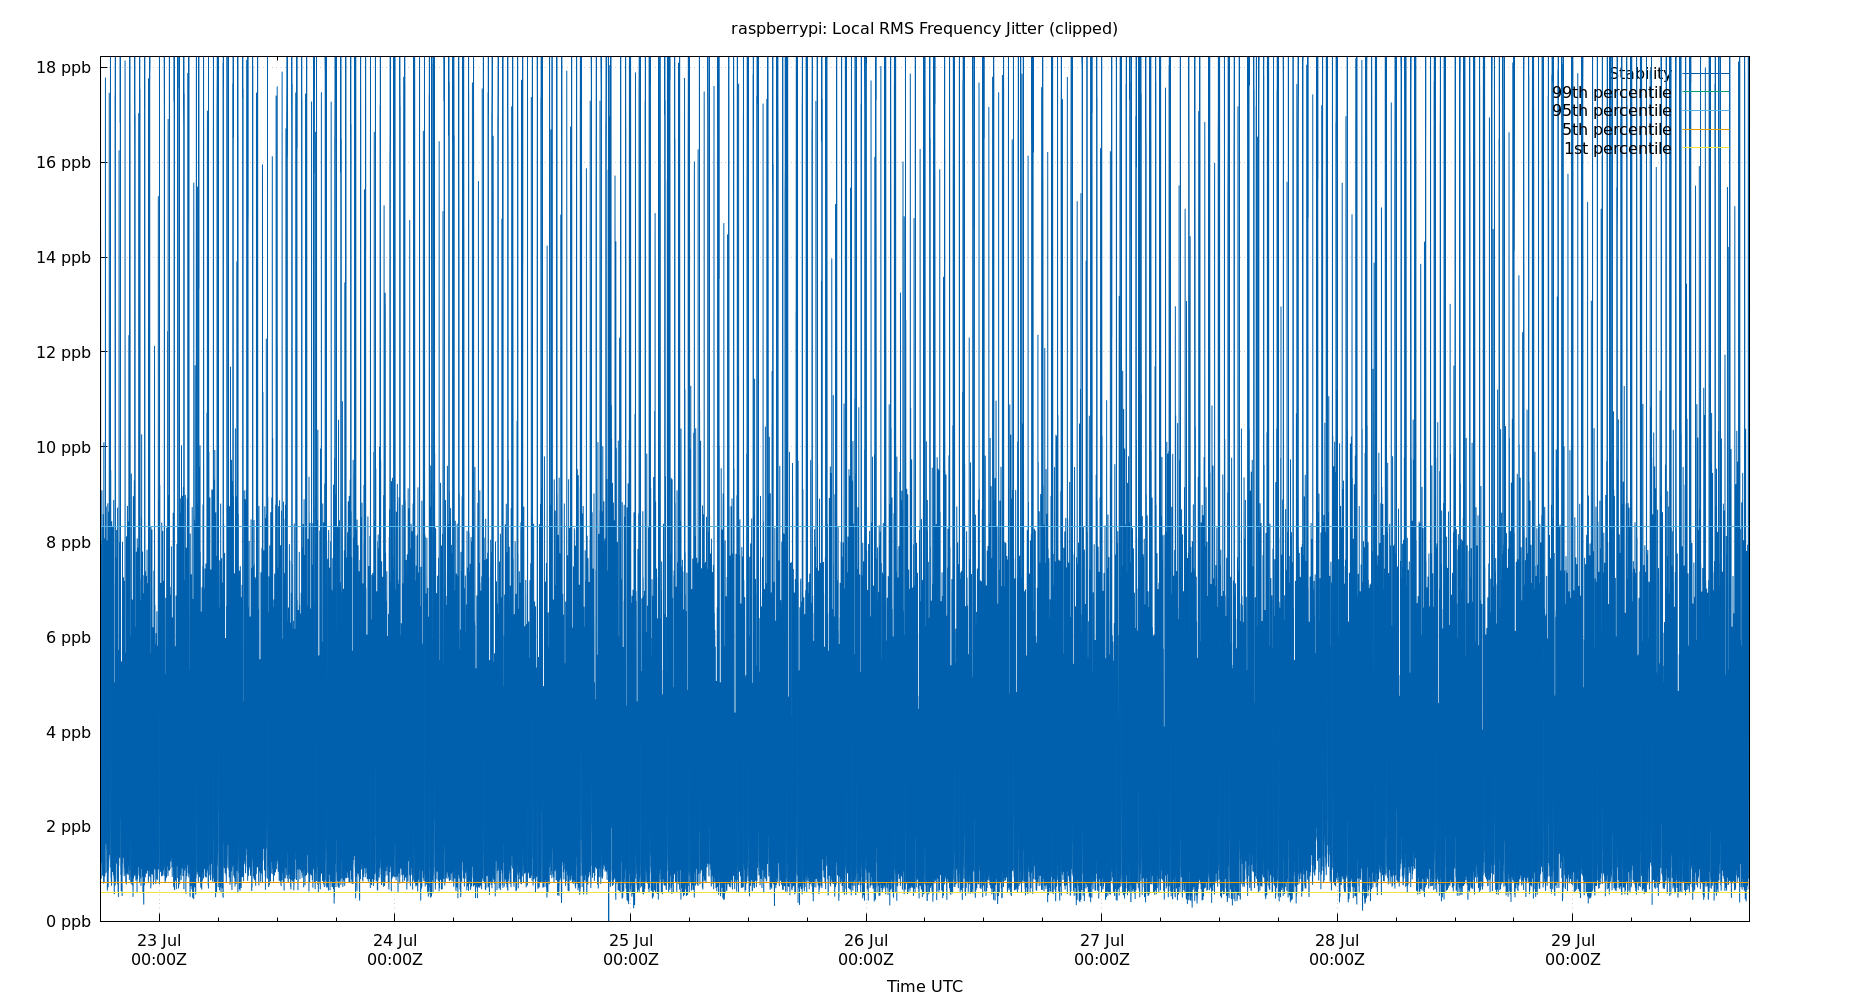 raspberrypi: Local RMS Frequency Jitter (clipped)
18 ppb
16 ppb
14 ppb
12 ppb
10 ppb
8 ppb
6 ppb
4 ppb
2 ppb
0 ppb
Stability
99th percentile
95th percentile
5th percentile
1st percentile
23 Jul 24 Jul 25 Jul 26 Jul 27 Jul 28 Jul 29 Jul
00:00Z 00:00Z 00:00Z 00:00Z 00:00Z 00:00Z 00:00Z
Time UTC